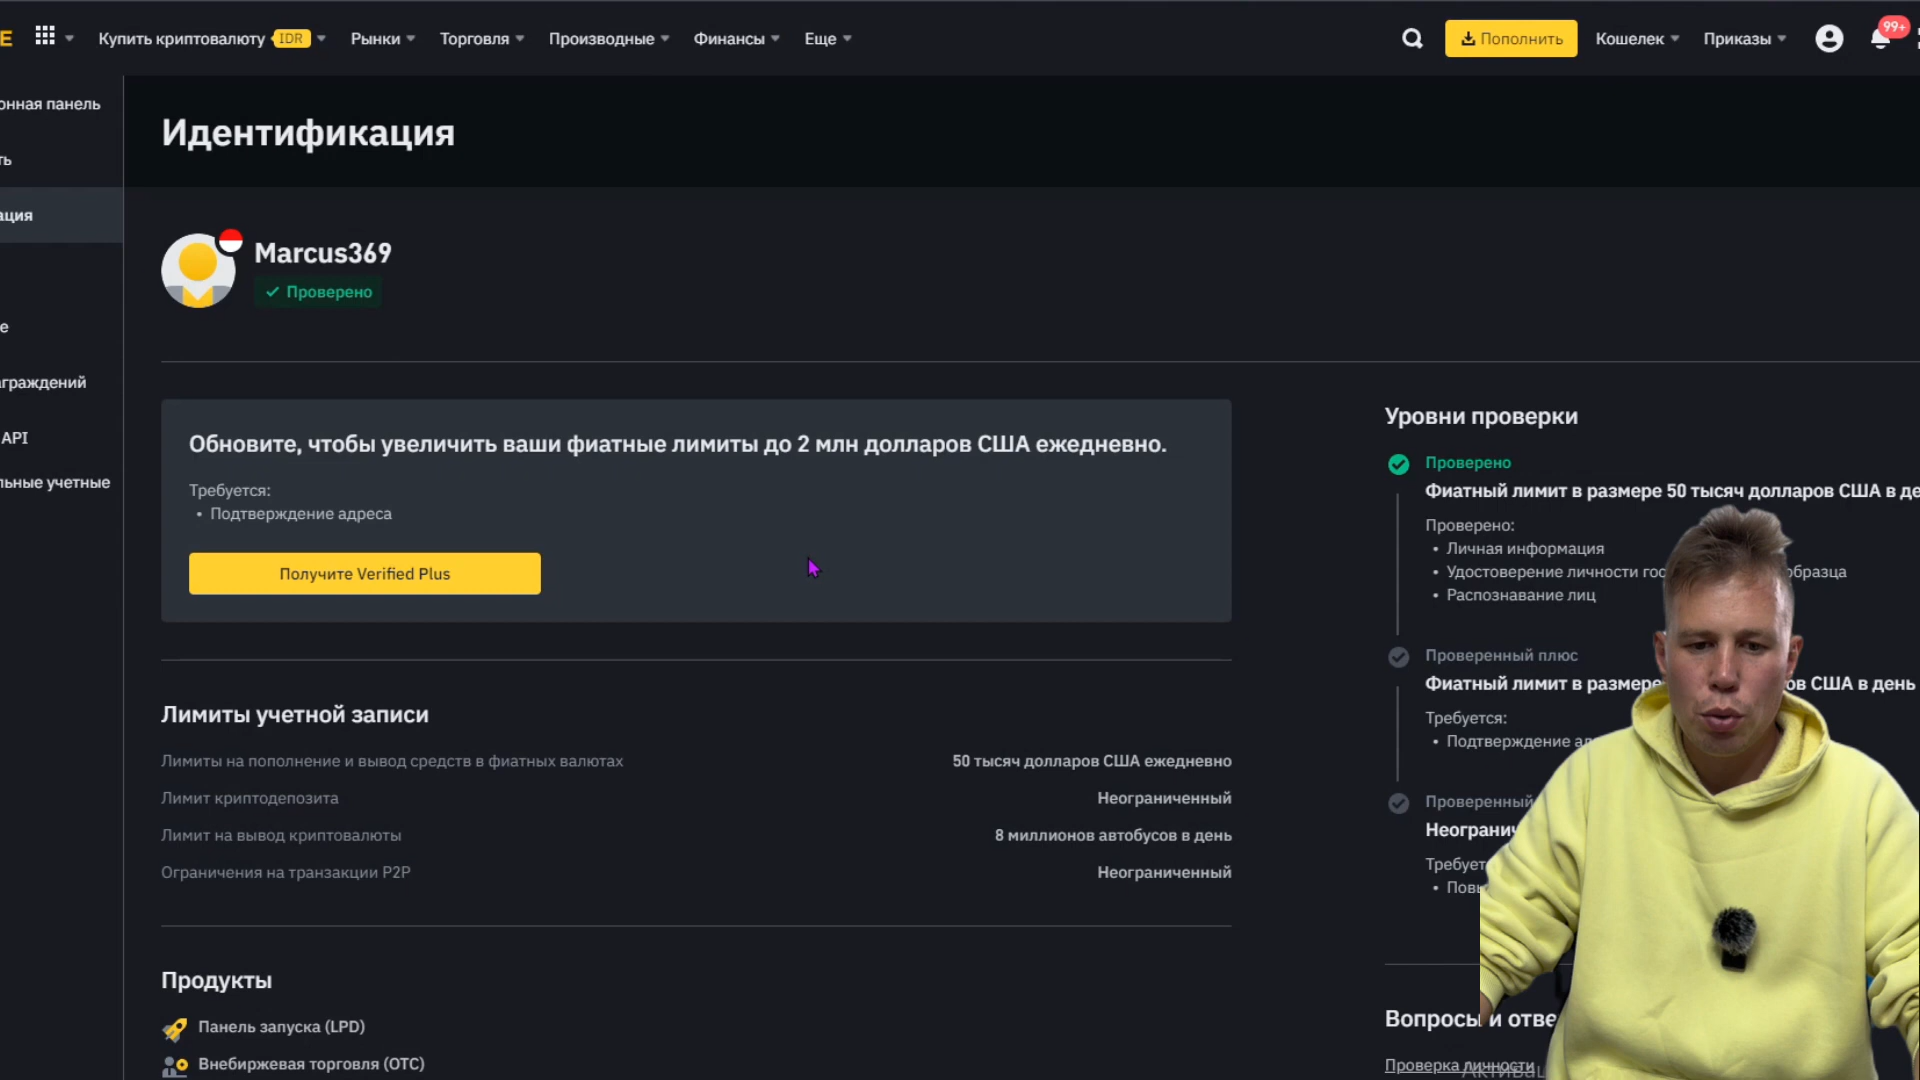 E
Купить криптовалюту IDR
Рынки
Торговля
Производные
Финансы
Еще
Пополнить
Кошелек
Приказы
99+
онная панель
ть
ация
е
аграждений
API
льные учетные
Идентификация
Marcus369
Проверено
Обновите, чтобы увеличить ваши фиатные лимиты до 2 млн долларов США ежедневно.
Требуется:
• Подтверждение адреса
Получите Verified Plus
Лимиты учетной записи
Лимиты на пополнение и вывод средств в фиатных валютах 50 тысяч долларов США ежедневно
Лимит криптодепозита Неограниченный
Лимит на вывод криптовалюты 8 миллионов автобусов в день
Ограничения на транзакции P2P Неограниченный
Продукты
Панель запуска (LPD)
Внебиржевая торговля (OTC)
Уровни проверки
Проверено
Фиатный лимит в размере 50 тысяч долларов США в де
Проверено:
• Личная информация
• Удостоверение личности гос образца
• Распознавание лиц
Проверенный плюс
Фиатный лимит в размере ов США в день
Требуется:
• Подтверждение ад
Проверенный
Неограни
Требует
• Повы
Вопросы и отве
Проверка личности